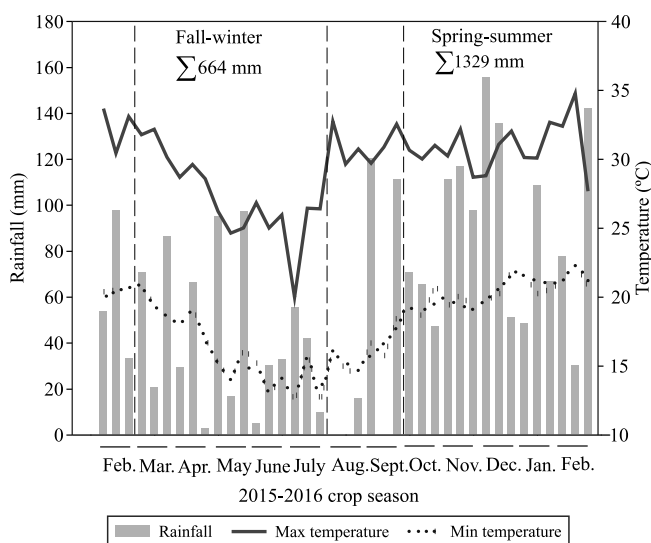 180
160
140
120
100
80
60
40
20
0
Rainfall (mm)
Fall-winter
∑664 mm
Spring-summer
∑1329 mm
40
35
30
25
20
15
10
Temperature (ºC)
Feb. Mar. Apr. May June July Aug. Sept. Oct. Nov. Dec. Jan. Feb.
2015-2016 crop season
Rainfall Max temperature Min temperature